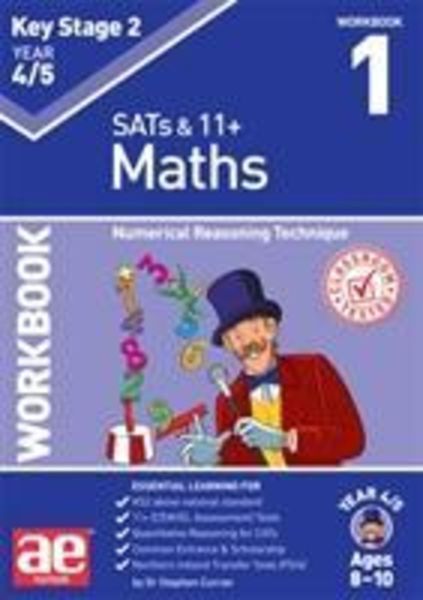 Key Stage 2
YEAR
4/5
WORKBOOK
1
SATs & 11+
Maths
Numerical Reasoning Technique
WORKBOOK
CLASSROOM
TESTED
ESSENTIAL LEARNING FOR
KS2 above national standard
11+ (CEM/GL Assessment) Tests
Quantitative Reasoning for CATs
Common Entrance & Scholarship
Northern Ireland Transfer Tests
by Dr Stephen Curran
ae
YEAR 4/5
Ages
8-10